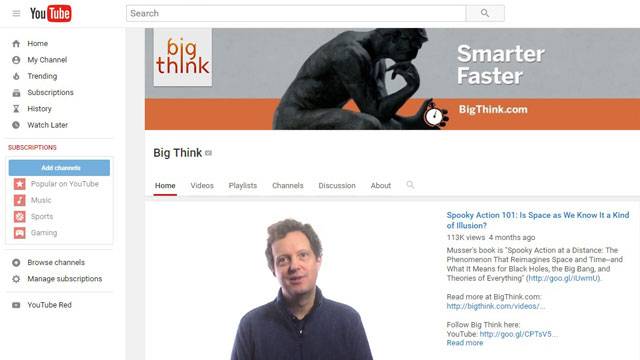 YouTube
Search
Home
My Channel
Trending
Subscriptions
History
Watch Later
SUBSCRIPTIONS
Add channels
Popular on YouTube
Music
Sports
Gaming
Browse channels
Manage subscriptions
YouTube Red
big
think
Smarter
Faster
BigThink.com
Big Think
Home Videos Playlists Channels Discussion About
Spooky Action 101: Is Space as We Know It a Kind
of Illusion?
113K views 4 months ago
Musser's book is "Spooky Action at a Distance: The
Phenomenon That Reimagines Space and Time--and
What It Means for Black Holes, the Big Bang, and
Theories of Everything" (http://goo.gl/iUwrnU).
Read more at BigThink.com:
http://bigthink.com/videos/...
Follow Big Think here:
YouTube: http://goo.gl/CPTsV5...
Read more